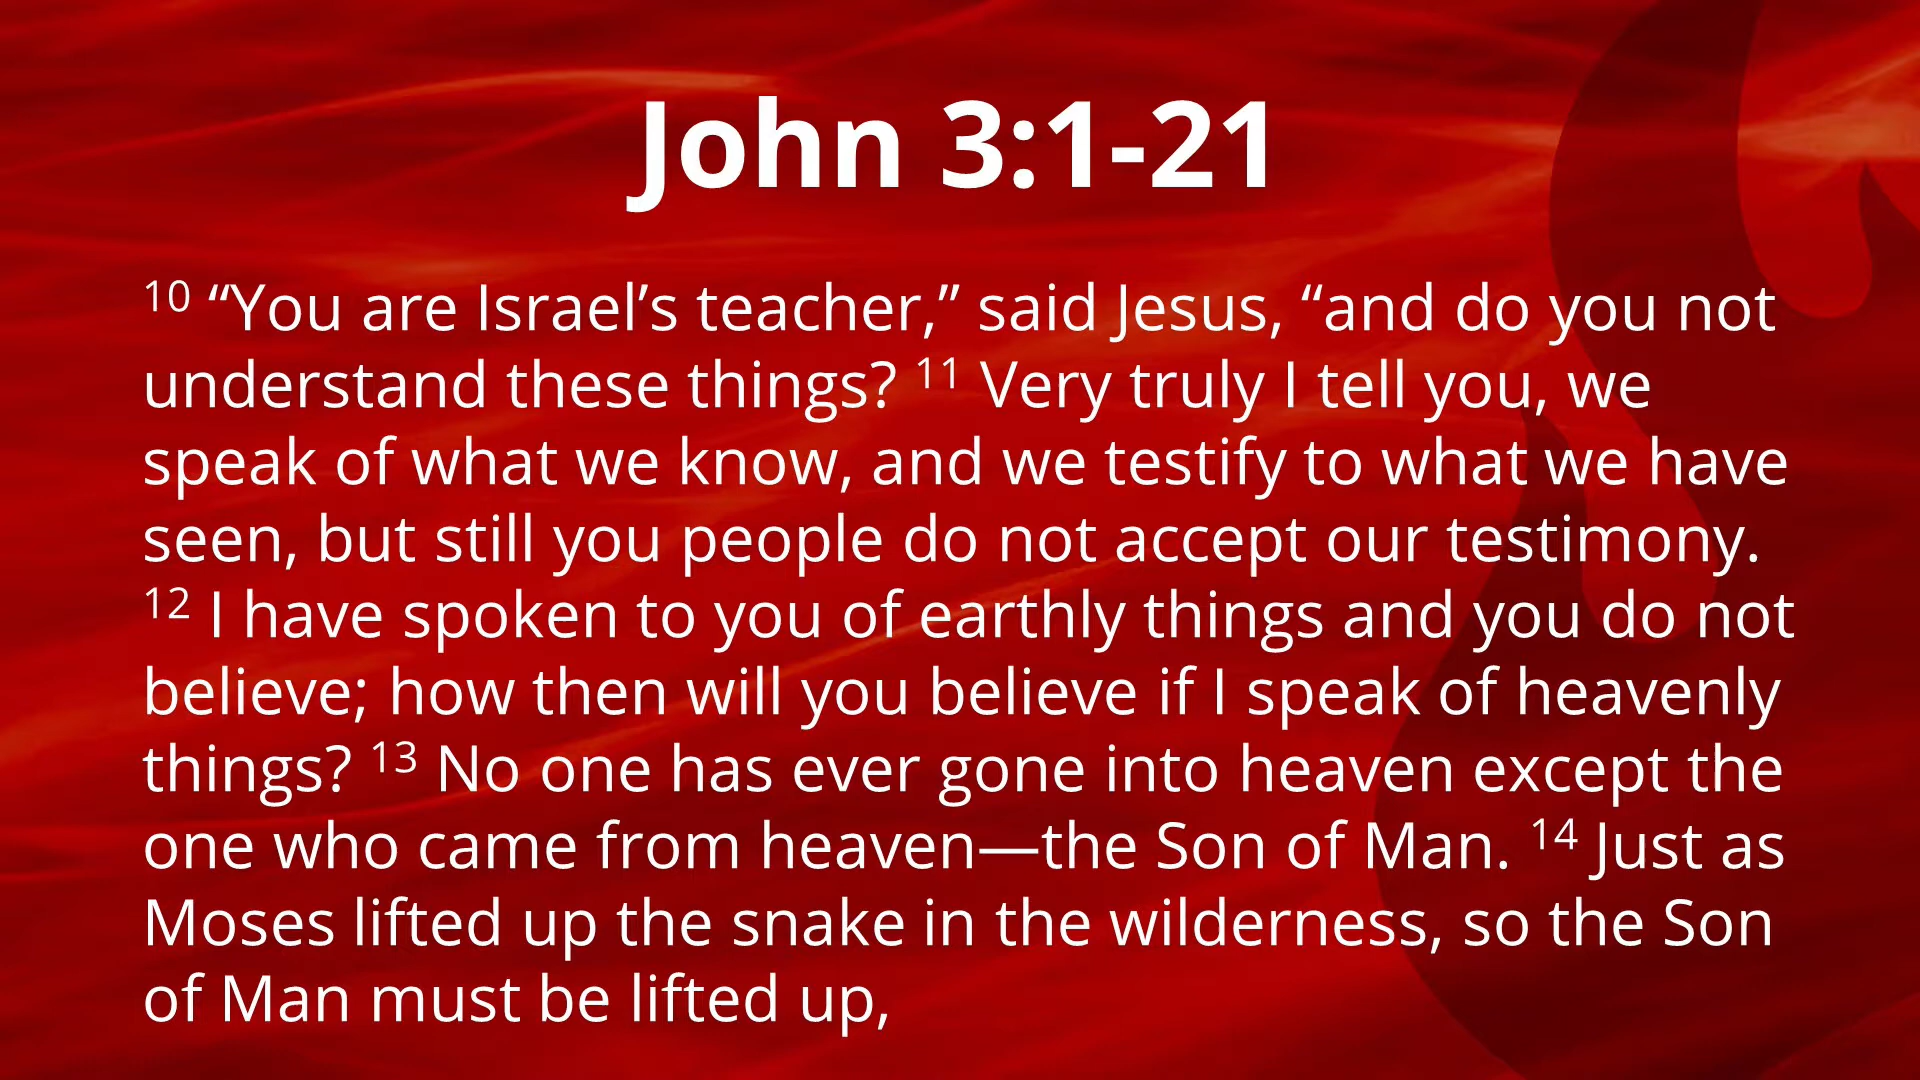 John 3:1-21
10 “You are Israel’s teacher,” said Jesus, “and do you not
understand these things? 11 Very truly I tell you, we
speak of what we know, and we testify to what we have
seen, but still you people do not accept our testimony.
12 I have spoken to you of earthly things and you do not
believe; how then will you believe if I speak of heavenly
things? 13 No one has ever gone into heaven except the
one who came from heaven—the Son of Man. 14 Just as
Moses lifted up the snake in the wilderness, so the Son
of Man must be lifted up,